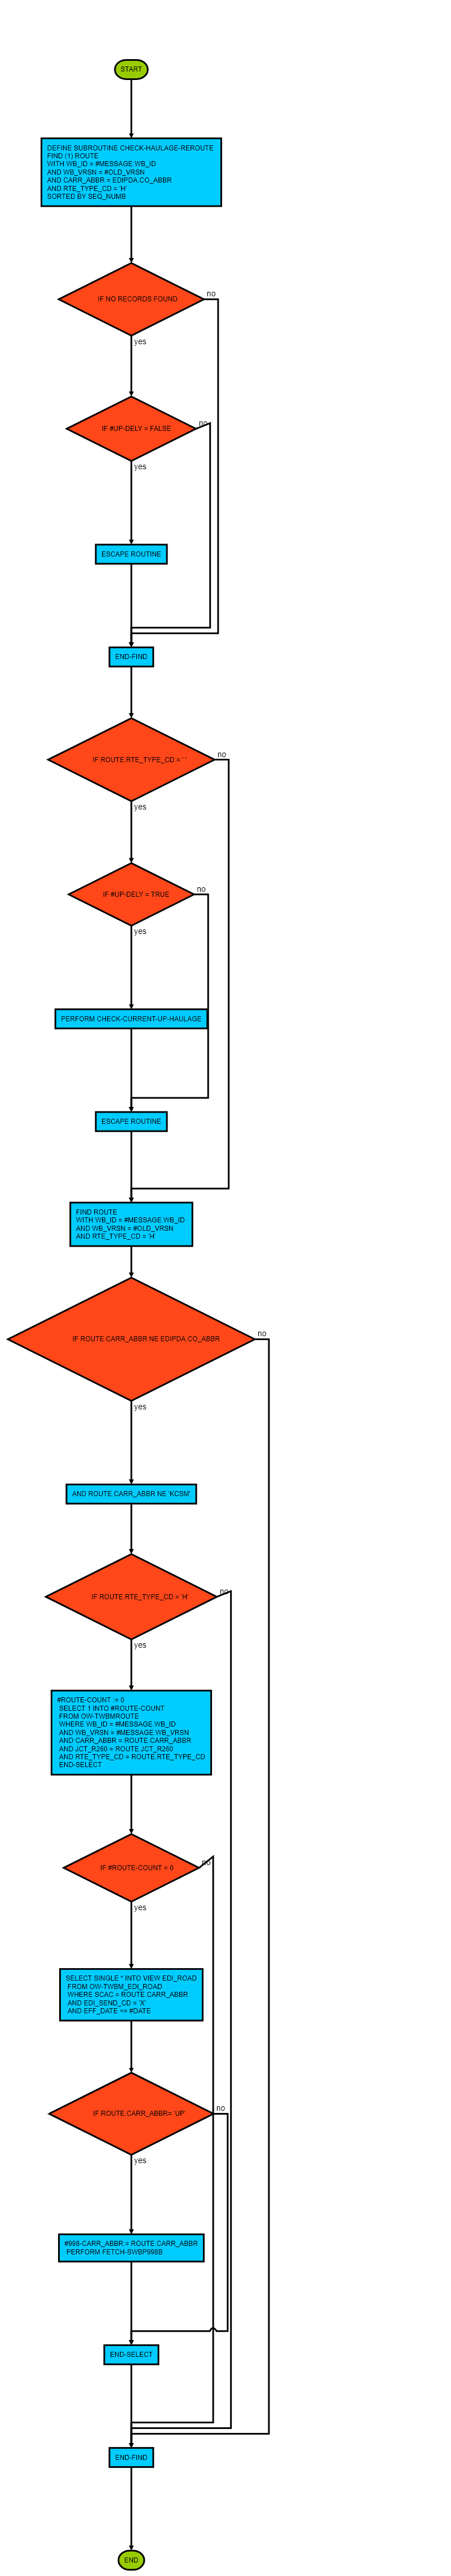 START
DEFINE SUBROUTINE CHECK-HAULAGE-REROUTE
FIND (1) ROUTE
WITH WB_ID = #MESSAGE.WB_ID
AND WB_VRSN = #OLD_VRSN
AND CARR_ABBR = EDIPDA.CO_ABBR
AND RTE_TYPE_CD = 'H'
SORTED BY SEQ_NUMB
IF NO RECORDS FOUND
no
yes
IF #UP-DELY = FALSE
no
yes
ESCAPE ROUTINE
END-FIND
IF ROUTE.RTE_TYPE_CD = ' '
no
yes
IF #UP-DELY = TRUE
no
yes
PERFORM CHECK-CURRENT-UP-HAULAGE
ESCAPE ROUTINE
FIND ROUTE
WITH WB_ID = #MESSAGE.WB_ID
AND WB_VRSN = #OLD_VRSN
AND RTE_TYPE_CD = 'H'
IF ROUTE.CARR_ABBR NE EDIPDA.CO_ABBR
no
yes
AND ROUTE.CARR_ABBR NE 'KCSM'
IF ROUTE.RTE_TYPE_CD = 'H'
no
yes
#ROUTE-COUNT := 0
SELECT 1 INTO #ROUTE-COUNT
FROM OW-TWBMROUTE
WHERE WB_ID = #MESSAGE.WB_ID
AND WB_VRSN = #MESSAGE.WB_VRSN
AND CARR_ABBR = ROUTE.CARR_ABBR
AND JCT_R260 = ROUTE.JCT_R260
AND RTE_TYPE_CD = ROUTE.RTE_TYPE_CD
END-SELECT
IF #ROUTE-COUNT = 0
no
yes
SELECT SINGLE * INTO VIEW EDI_ROAD
FROM OW-TWBM_EDI_ROAD
WHERE SCAC = ROUTE.CARR_ABBR
AND EDI_SEND_CD = 'X'
AND EFF_DATE <= #DATE
IF ROUTE.CARR_ABBR= 'UP'
no
yes
#998-CARR_ABBR:= ROUTE.CARR_ABBR
PERFORM FETCH-SWBP998B
END-SELECT
END-FIND
END